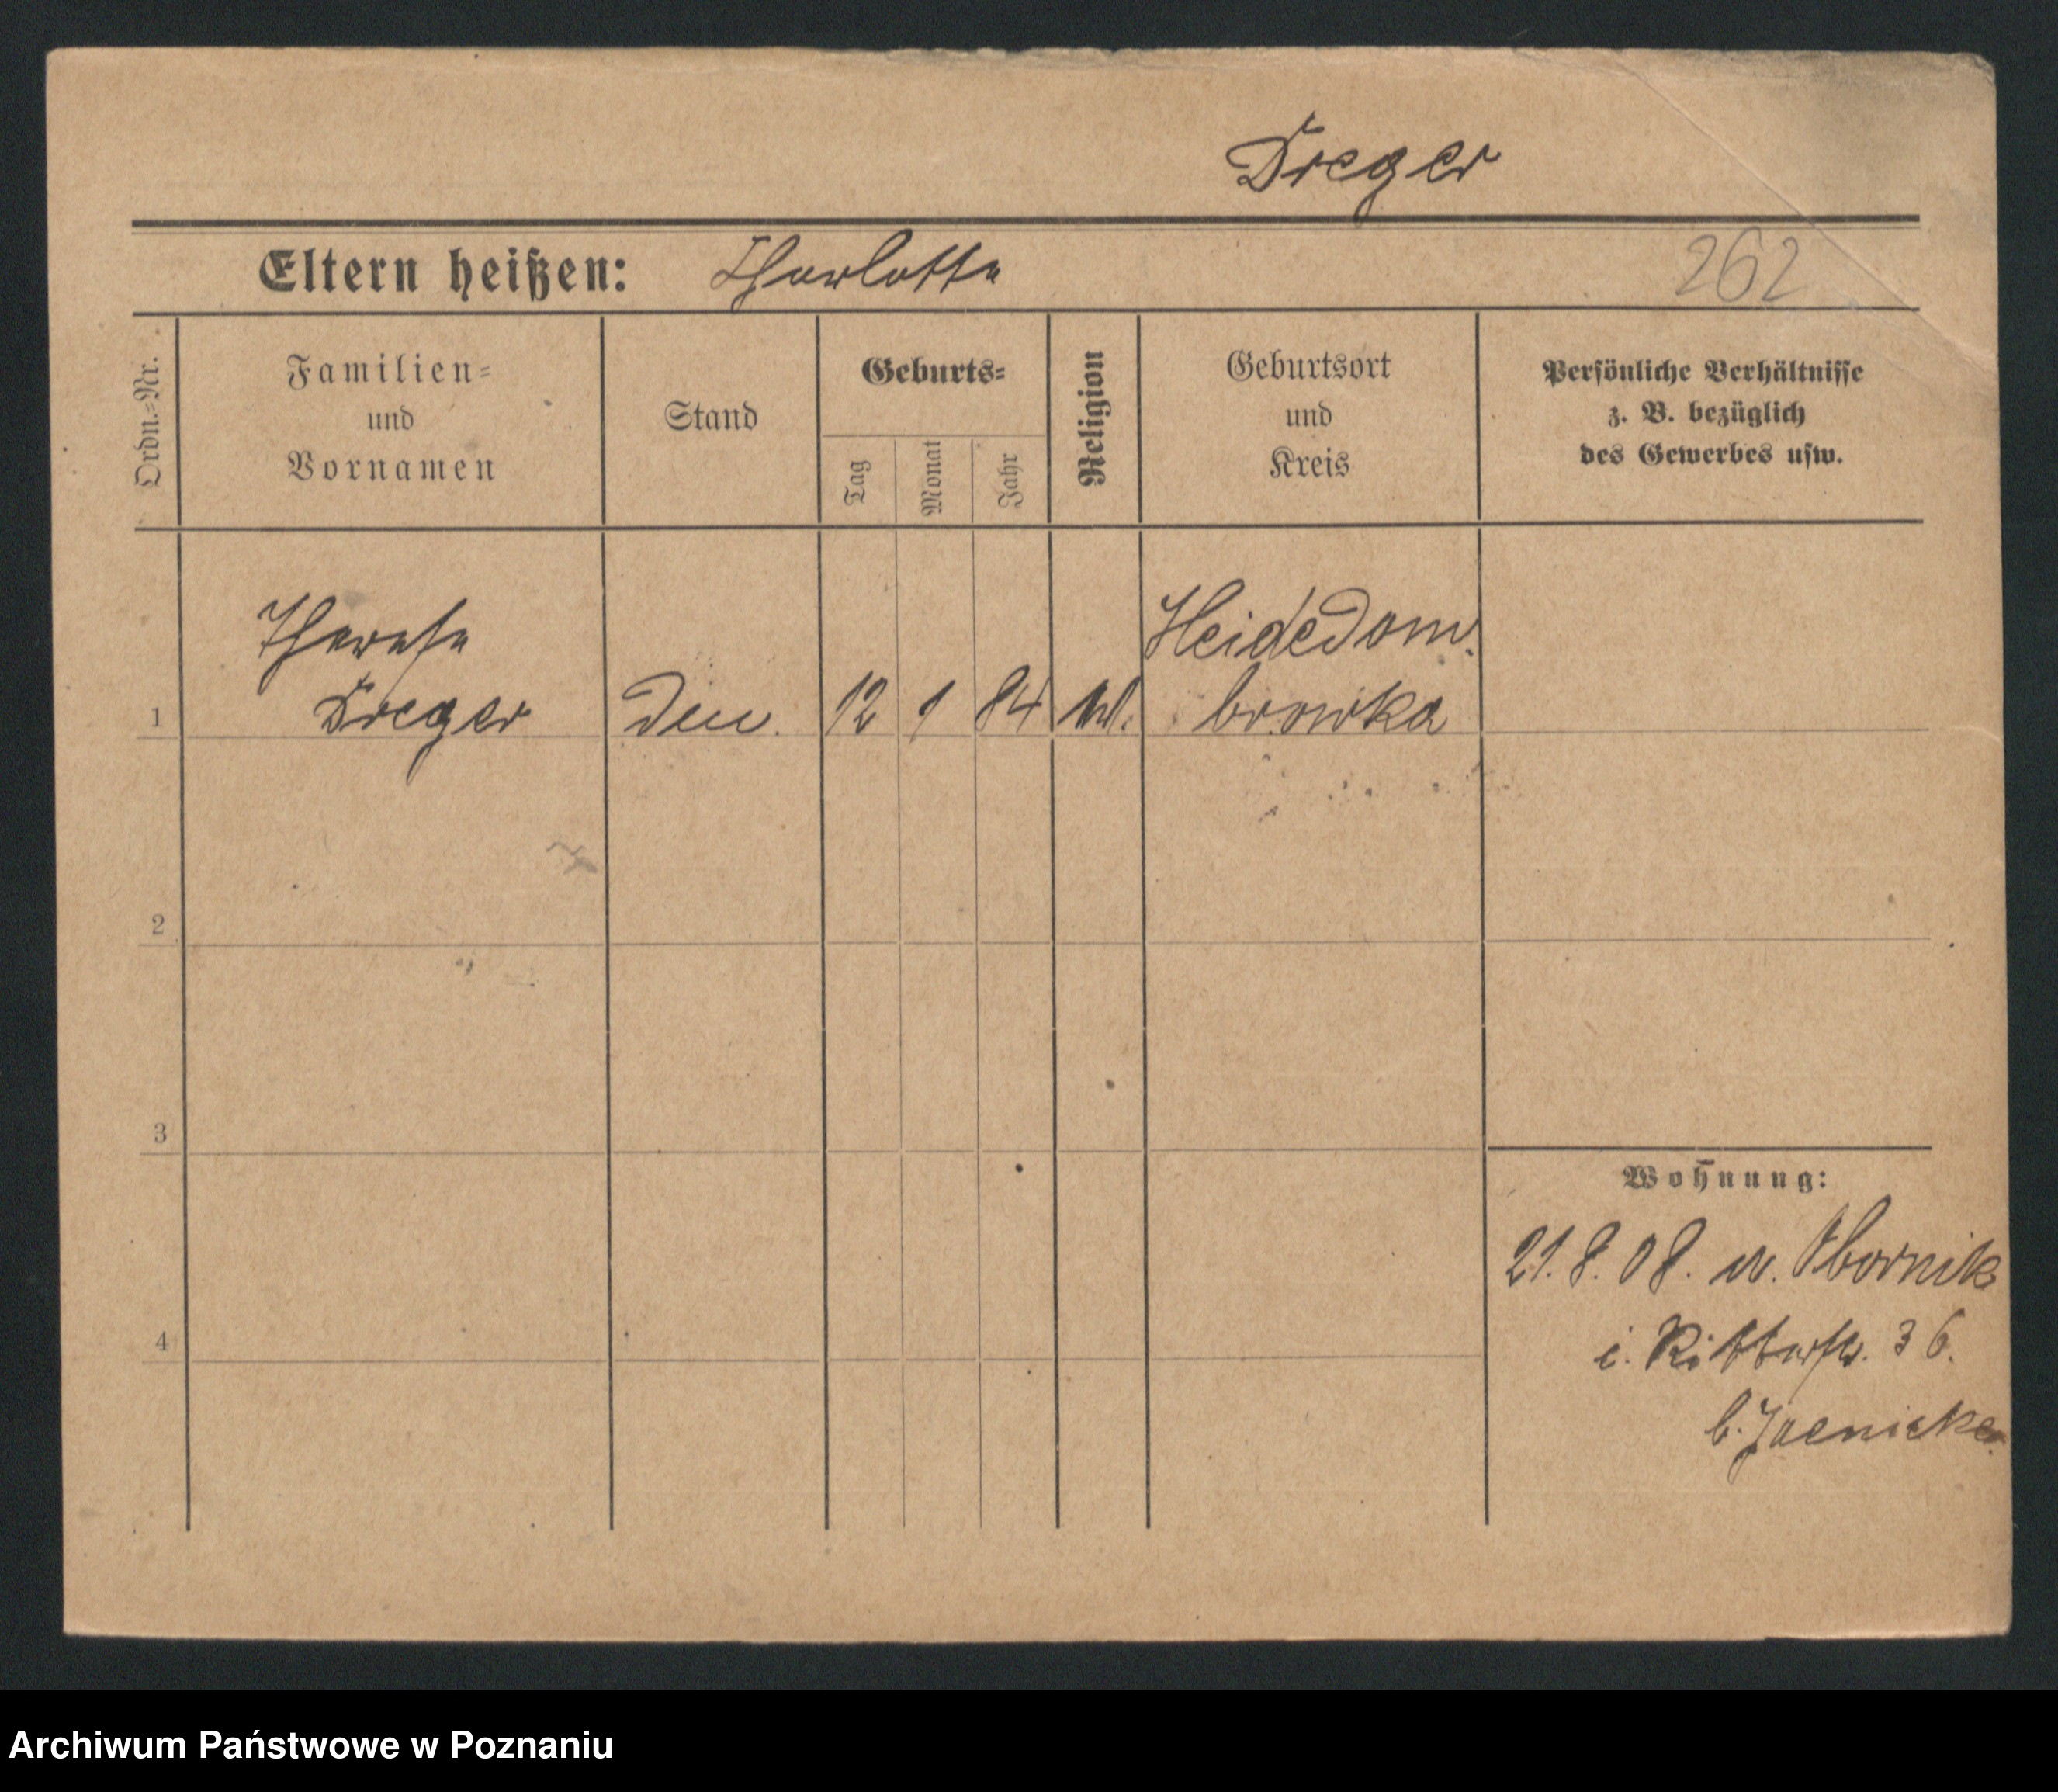 Dreger
Eltern heißen: Charlotte
262
Ordn.-Nr.
Familien-
und
Vornamen
Stand
Geburts-
Tag
Monat
Jahr
Religion
Geburtsort
und
Kreis
Persönliche Verhältnisse
z. B. bezüglich
des Gewerbes usw.
Therese
Dreger
1
12 1 84
Heidedom-
browka
2
3
4
Wohnung:
21. 8. 08. v. Obornik
i. Ritterstr. 36.
b. Jaenicke.
Archiwum Państwowe w Poznaniu